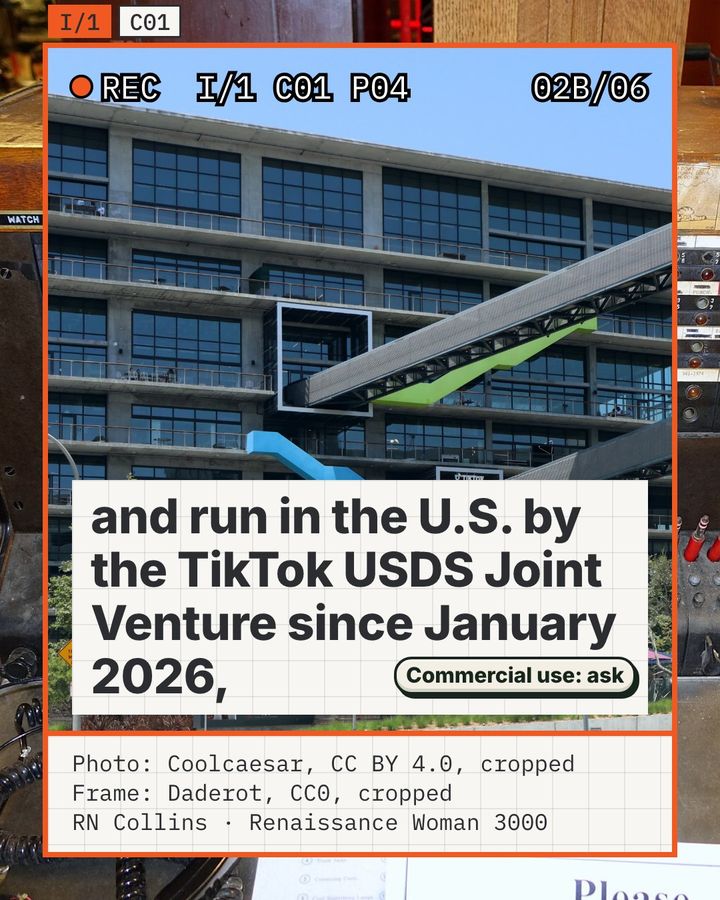 I/1 C01
REC I/1 C01 P04 02B/06
WATCH
TikTok
and run in the U.S. by
the TikTok USDS Joint
Venture since January
2026,
Commercial use: ask
Photo: Coolcaesar, CC BY 4.0, cropped
Frame: Daderot, CC0, cropped
RN Collins · Renaissance Woman 3000
Please